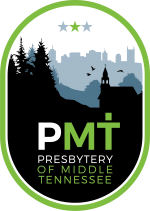 PMT
PRESBYTERY
OF MIDDLE
TENNESSEE